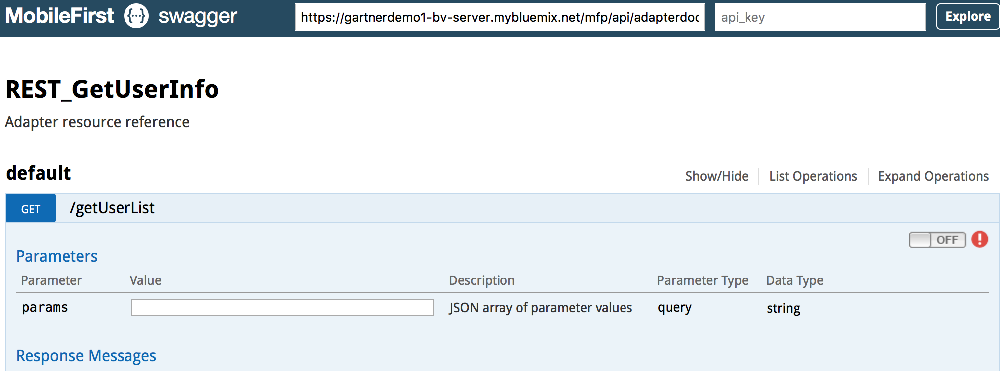 MobileFirst {···} swagger https://gartnerdemo1-bv-server.mybluemix.net/mfp/api/adapterdoc api_key Explore
REST_GetUserInfo
Adapter resource reference
default Show/Hide List Operations Expand Operations
GET /getUserList
OFF !
Parameters
Parameter Value Description Parameter Type Data Type
params JSON array of parameter values query string
Response Messages